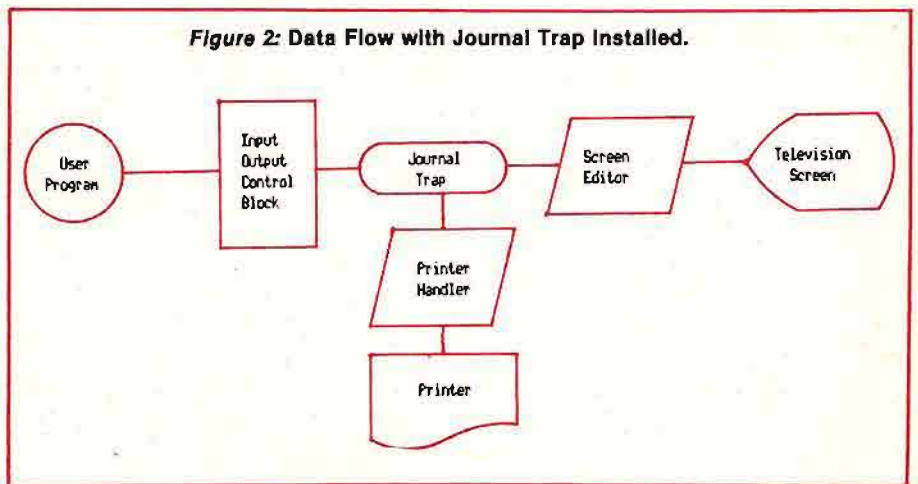 Figure 2: Data Flow with Journal Trap Installed.
User
Program
Input
Output
Control
Block
Journal
Trap
Screen
Editor
Television
Screen
Printer
Handler
Printer